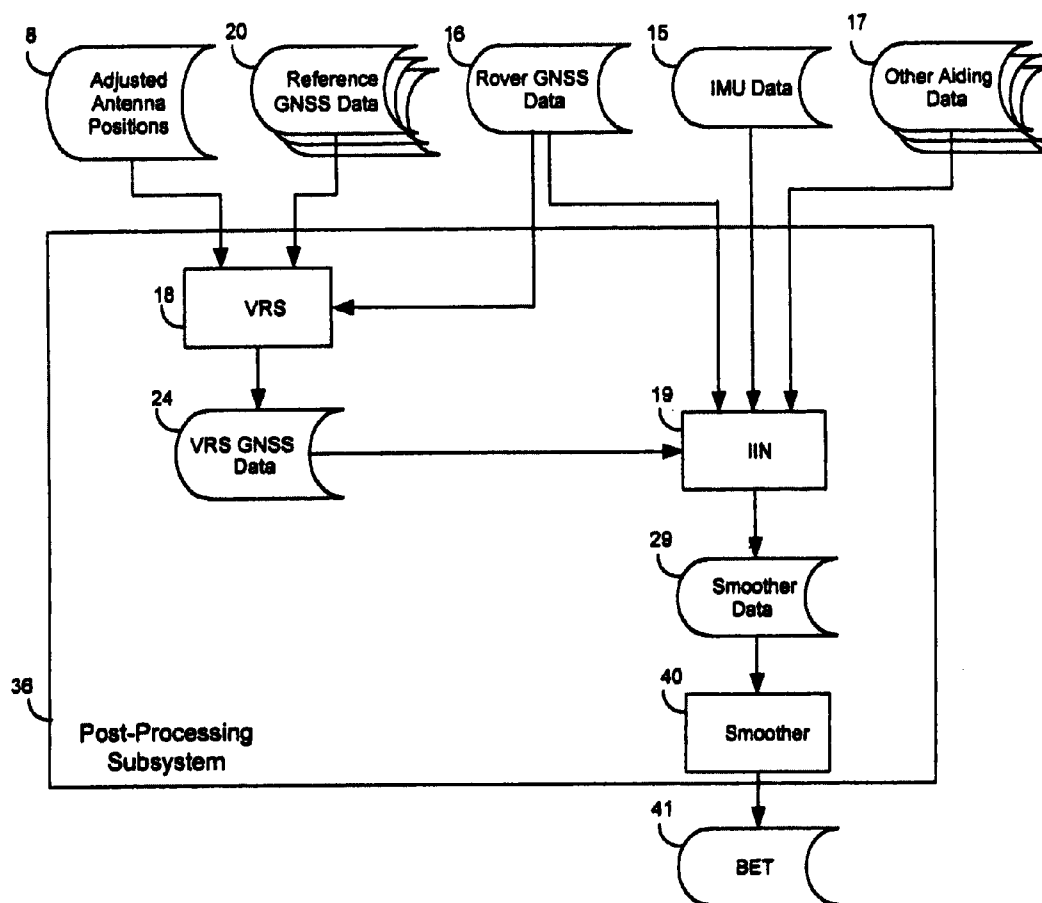 8
Adjusted
Antenna
Positions
20
Reference
GNSS Data
16
Rover GNSS
Data
15
IMU Data
17
Other Aiding
Data
18
VRS
24
VRS GNSS
Data
19
IIN
29
Smoother
Data
40
Smoother
36
Post-Processing
Subsystem
41
BET